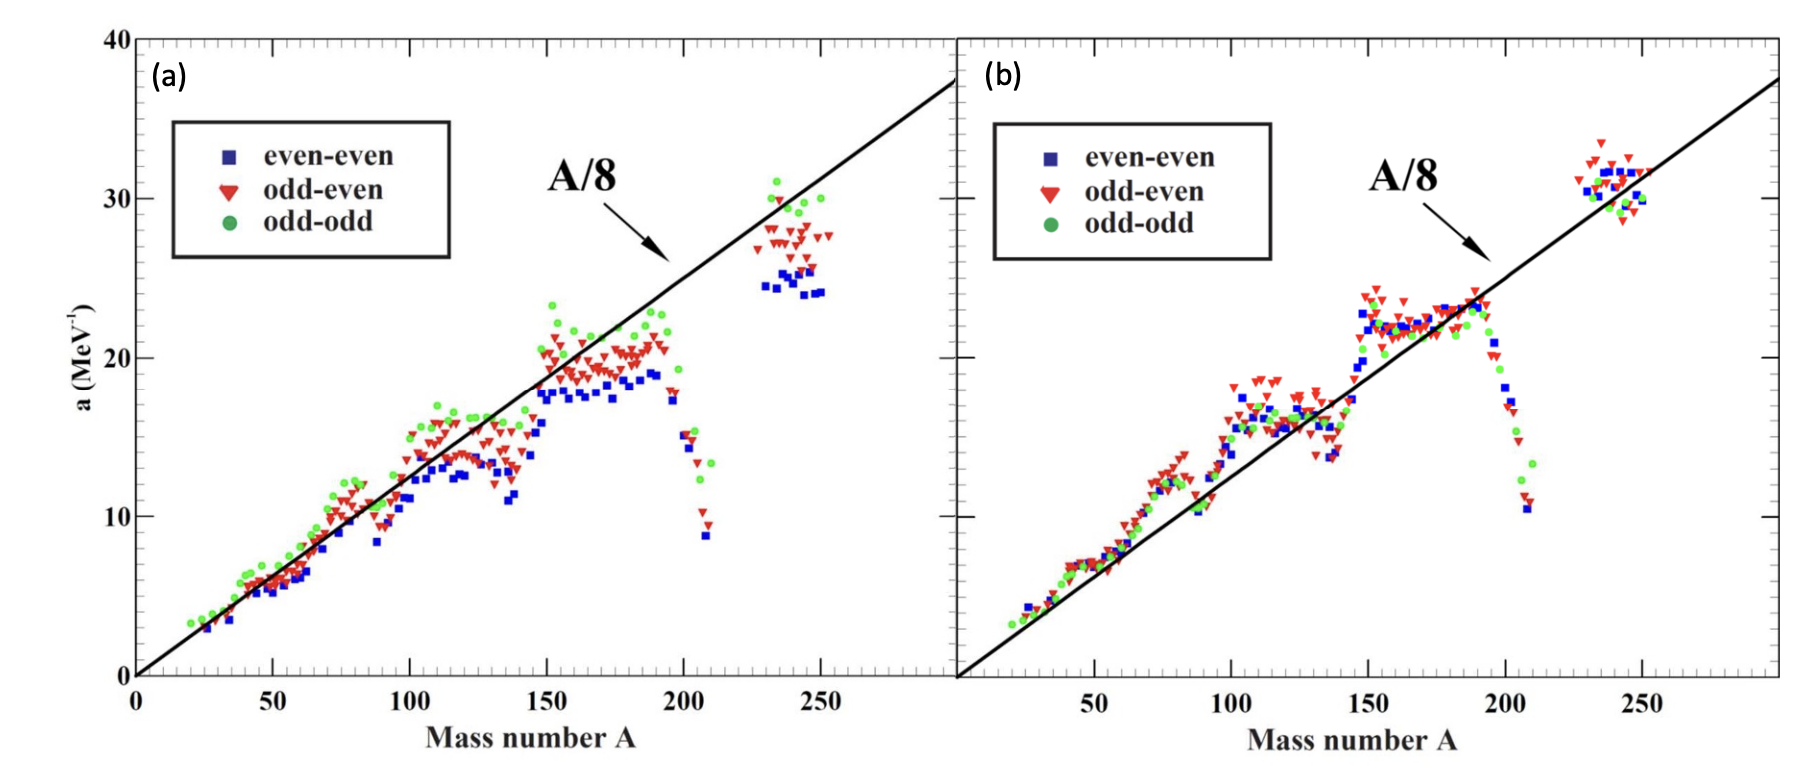 (a)
even-even
odd-even
odd-odd
A/8
a (MeV⁻¹)
40
30
20
10
0
0 50 100 150 200 250
Mass number A
(b)
even-even
odd-even
odd-odd
A/8
50 100 150 200 250
Mass number A